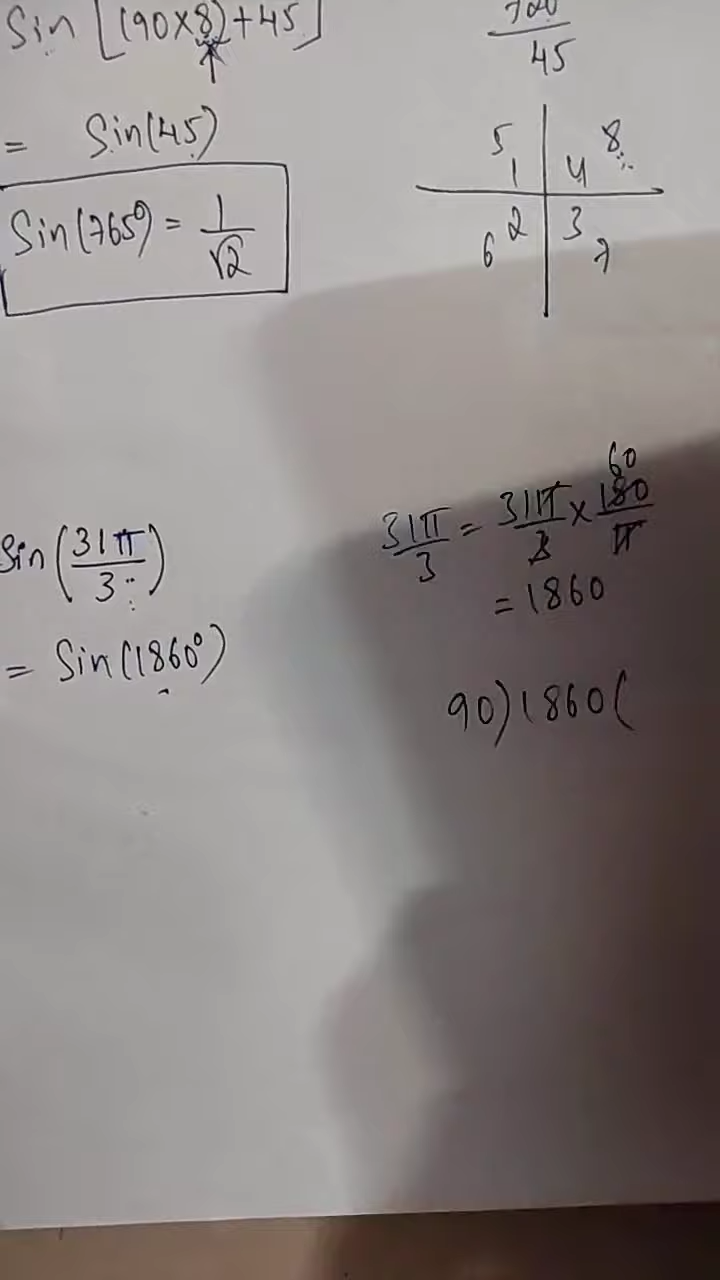 Sin [(90×8)+45]
720/45
= Sin(45)
5 | 8
1 | 4
2 | 3
6 | 7
Sin(765°) = 1/√2
Sin(31π/3)
31π/3 = 31π/3 × 180/π
60
= 1860
= Sin(1860°)
90)1860(